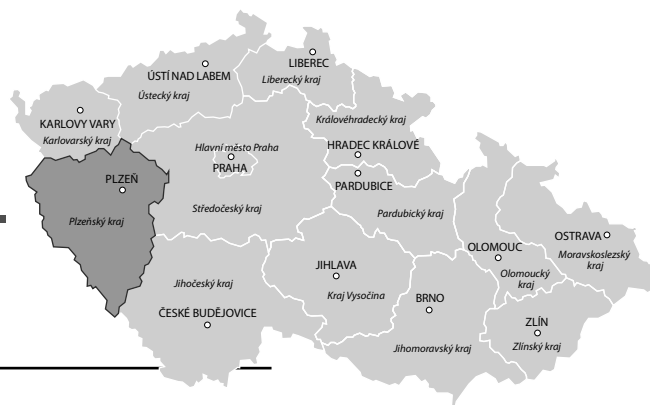 LIBEREC
Liberecký kraj
ÚSTÍ NAD LABEM
Ústecký kraj
KARLOVY VARY
Karlovarský kraj
Královéhradecký kraj
HRADEC KRÁLOVÉ
Hlavní město Praha
PRAHA
PLZEŇ
PARDUBICE
Plzeňský kraj
Středočeský kraj
Pardubický kraj
OLOMOUC
Olomoucký
kraj
OSTRAVA
Moravskoslezský
kraj
JIHLAVA
Kraj Vysočina
Jihočeský kraj
ČESKÉ BUDĚJOVICE
BRNO
Jihomoravský kraj
ZLÍN
Zlínský kraj